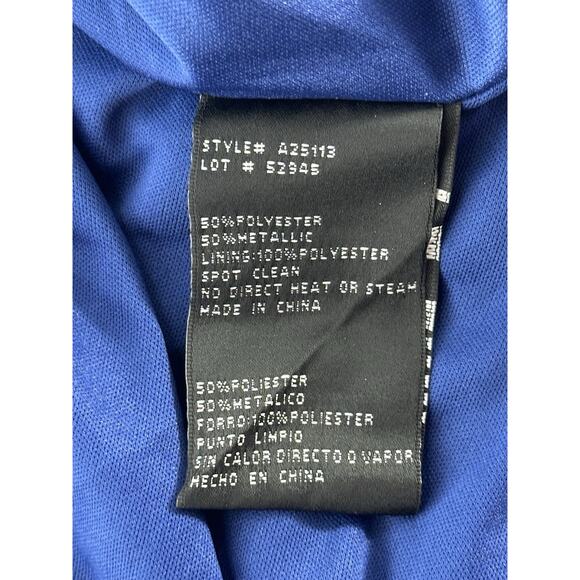 STYLE# A25113
LOT # 52945
50%POLYESTER
50%METALLIC
LINING:100%POLYESTER
SPOT CLEAN
NO DIRECT HEAT OR STEAM
MADE IN CHINA
50%POLIESTER
50%METALICO
FORRO:100%POLIESTER
PUNTO LIMPIO
SIN CALOR DIRECTO O VAPOR
HECHO EN CHINA